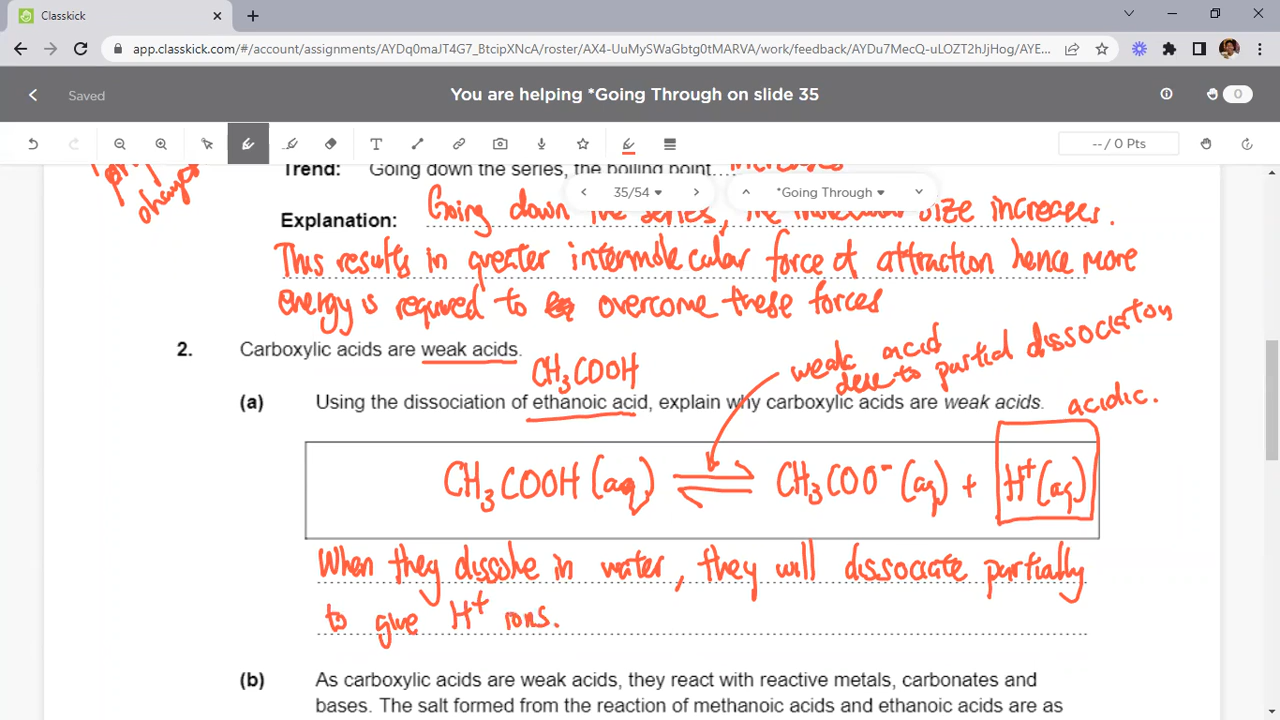 Classkick
app.classkick.com/#/account/assignments/AYDq0maJT4G7_BtcipXNcA/roster/AX4-UuMySWaGbtg0tMARVA/work/feedback/AYDu7MecQ-uLOZT2hJjHog/AYE...
Saved
You are helping *Going Through on slide 35
0
T
-- / 0 Pts
changes
Trend: Going down the series, the boiling point.... increases
35/54
*Going Through
Explanation: Going down the series, the molecular size increases.
This results in greater intermolecular force of attraction hence more
energy is required to overcome these forces
2. Carboxylic acids are weak acids.
CH₃COOH
weak acid
due to partial dissociation
(a) Using the dissociation of ethanoic acid, explain why carboxylic acids are weak acids.
acidic.
CH₃COOH (aq) ⇌ CH₃COO⁻ (aq) + H⁺(aq)
When they dissolve in water, they will dissociate partially
to give H⁺ ions.
(b) As carboxylic acids are weak acids, they react with reactive metals, carbonates and
bases. The salt formed from the reaction of methanoic acids and ethanoic acids are as